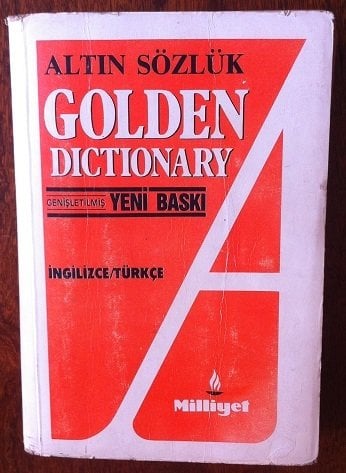 ALTIN SÖZLÜK
GOLDEN
DICTIONARY
GENİŞLETİLMİŞ YENİ BASKI
İNGİLİZCE/TÜRKÇE
Milliyet